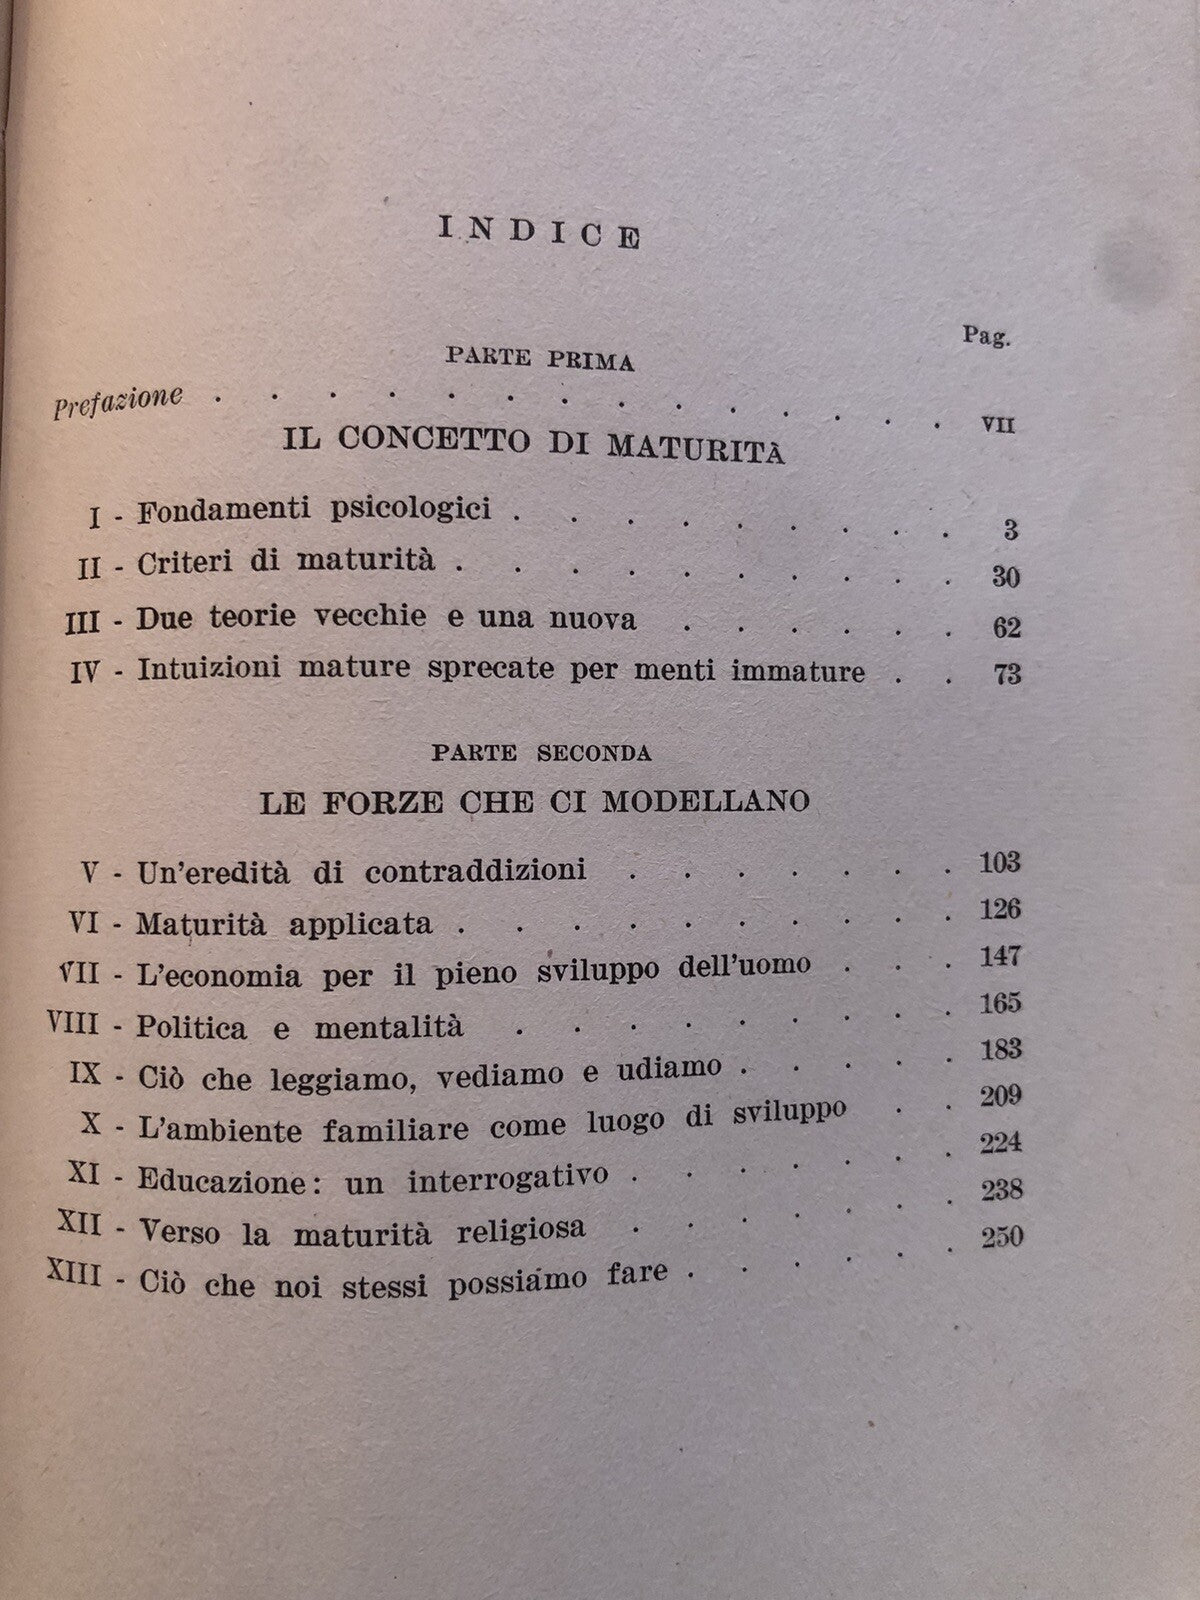 INDICE
Pag.
PARTE PRIMA
Prefazione . . . . . . . . . . . . . VII
IL CONCETTO DI MATURITÀ
I - Fondamenti psicologici . . . . . . . . . 3
II - Criteri di maturità . . . . . . . . . . 30
III - Due teorie vecchie e una nuova . . . . . . 62
IV - Intuizioni mature sprecate per menti immature . . 73
PARTE SECONDA
LE FORZE CHE CI MODELLANO
V - Un'eredità di contraddizioni . . . . . . . 103
VI - Maturità applicata . . . . . . . . . . 126
VII - L'economia per il pieno sviluppo dell'uomo . . . 147
VIII - Politica e mentalità . . . . . . . . . 165
IX - Ciò che leggiamo, vediamo e udiamo . . . . . 183
X - L'ambiente familiare come luogo di sviluppo . . 209
XI - Educazione: un interrogativo . . . . . . . 224
XII - Verso la maturità religiosa . . . . . . . 238
XIII - Ciò che noi stessi possiamo fare . . . . . . 250